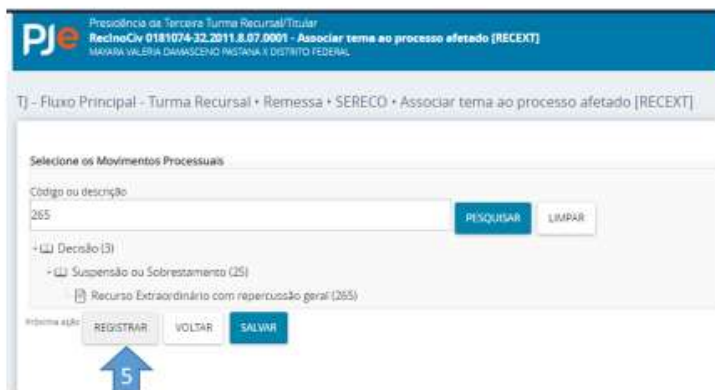 PJe
Presidência da Terceira Turma Recursal/Titular
RecInoCiv 0181074-32.2011.8.07.0001 - Associar tema ao processo afetado [RECEXT]
MAYARA VALERIA DAMASCENO PASTANA X DISTRITO FEDERAL
TJ - Fluxo Principal - Turma Recursal • Remessa • SERECO • Associar tema ao processo afetado [RECEXT]
Selecione os Movimentos Processuais
Código ou descrição
265 PESQUISAR LIMPAR
- Decisão (3)
- Suspensão ou Sobrestamento (25)
Recurso Extraordinário com repercussão geral (265)
Próxima ação REGISTRAR VOLTAR SALVAR
5